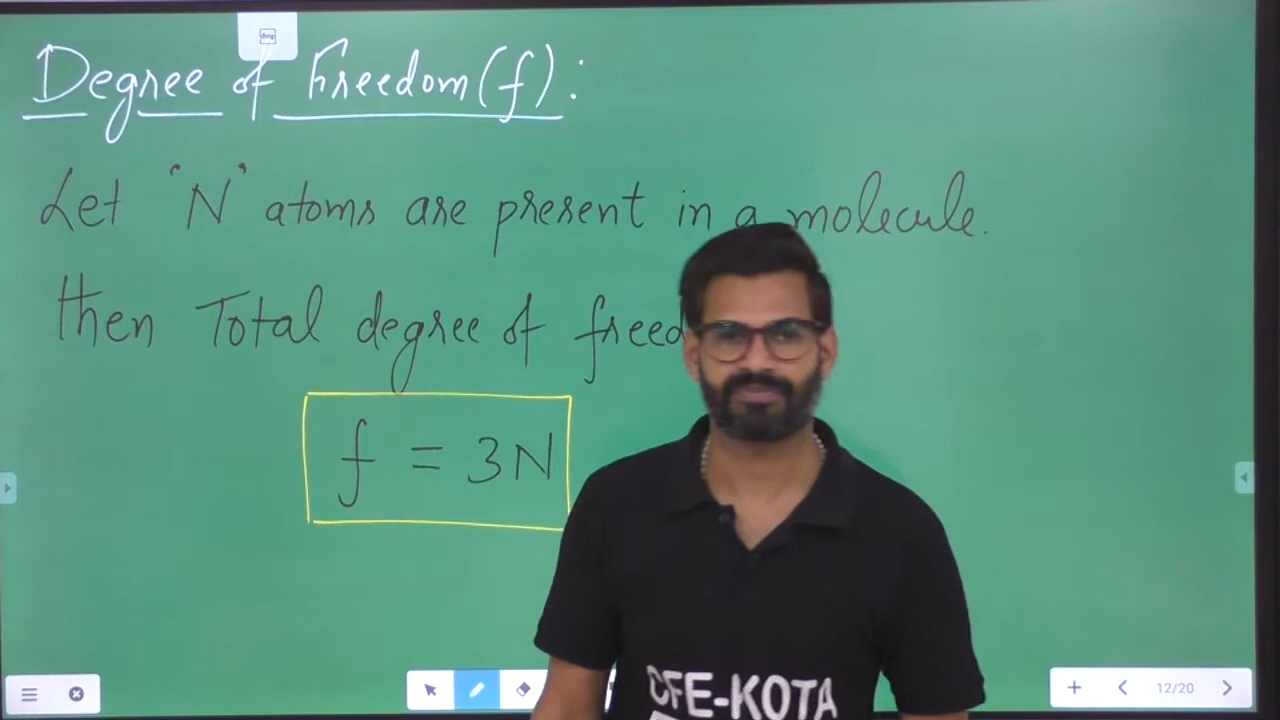 Degree of Freedom (f):
Let 'N' atoms are present in a molecule.
then Total degree of freed
f = 3N
CFE-KOTA
12/20